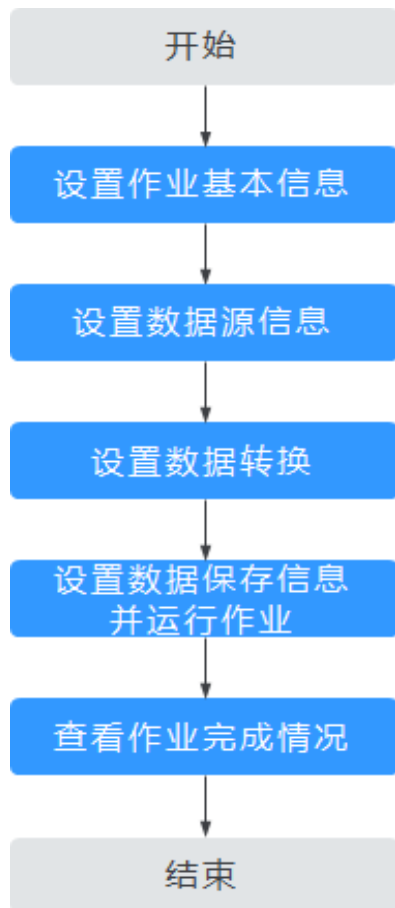 开始
设置作业基本信息
设置数据源信息
设置数据转换
设置数据保存信息
并运行作业
查看作业完成情况
结束